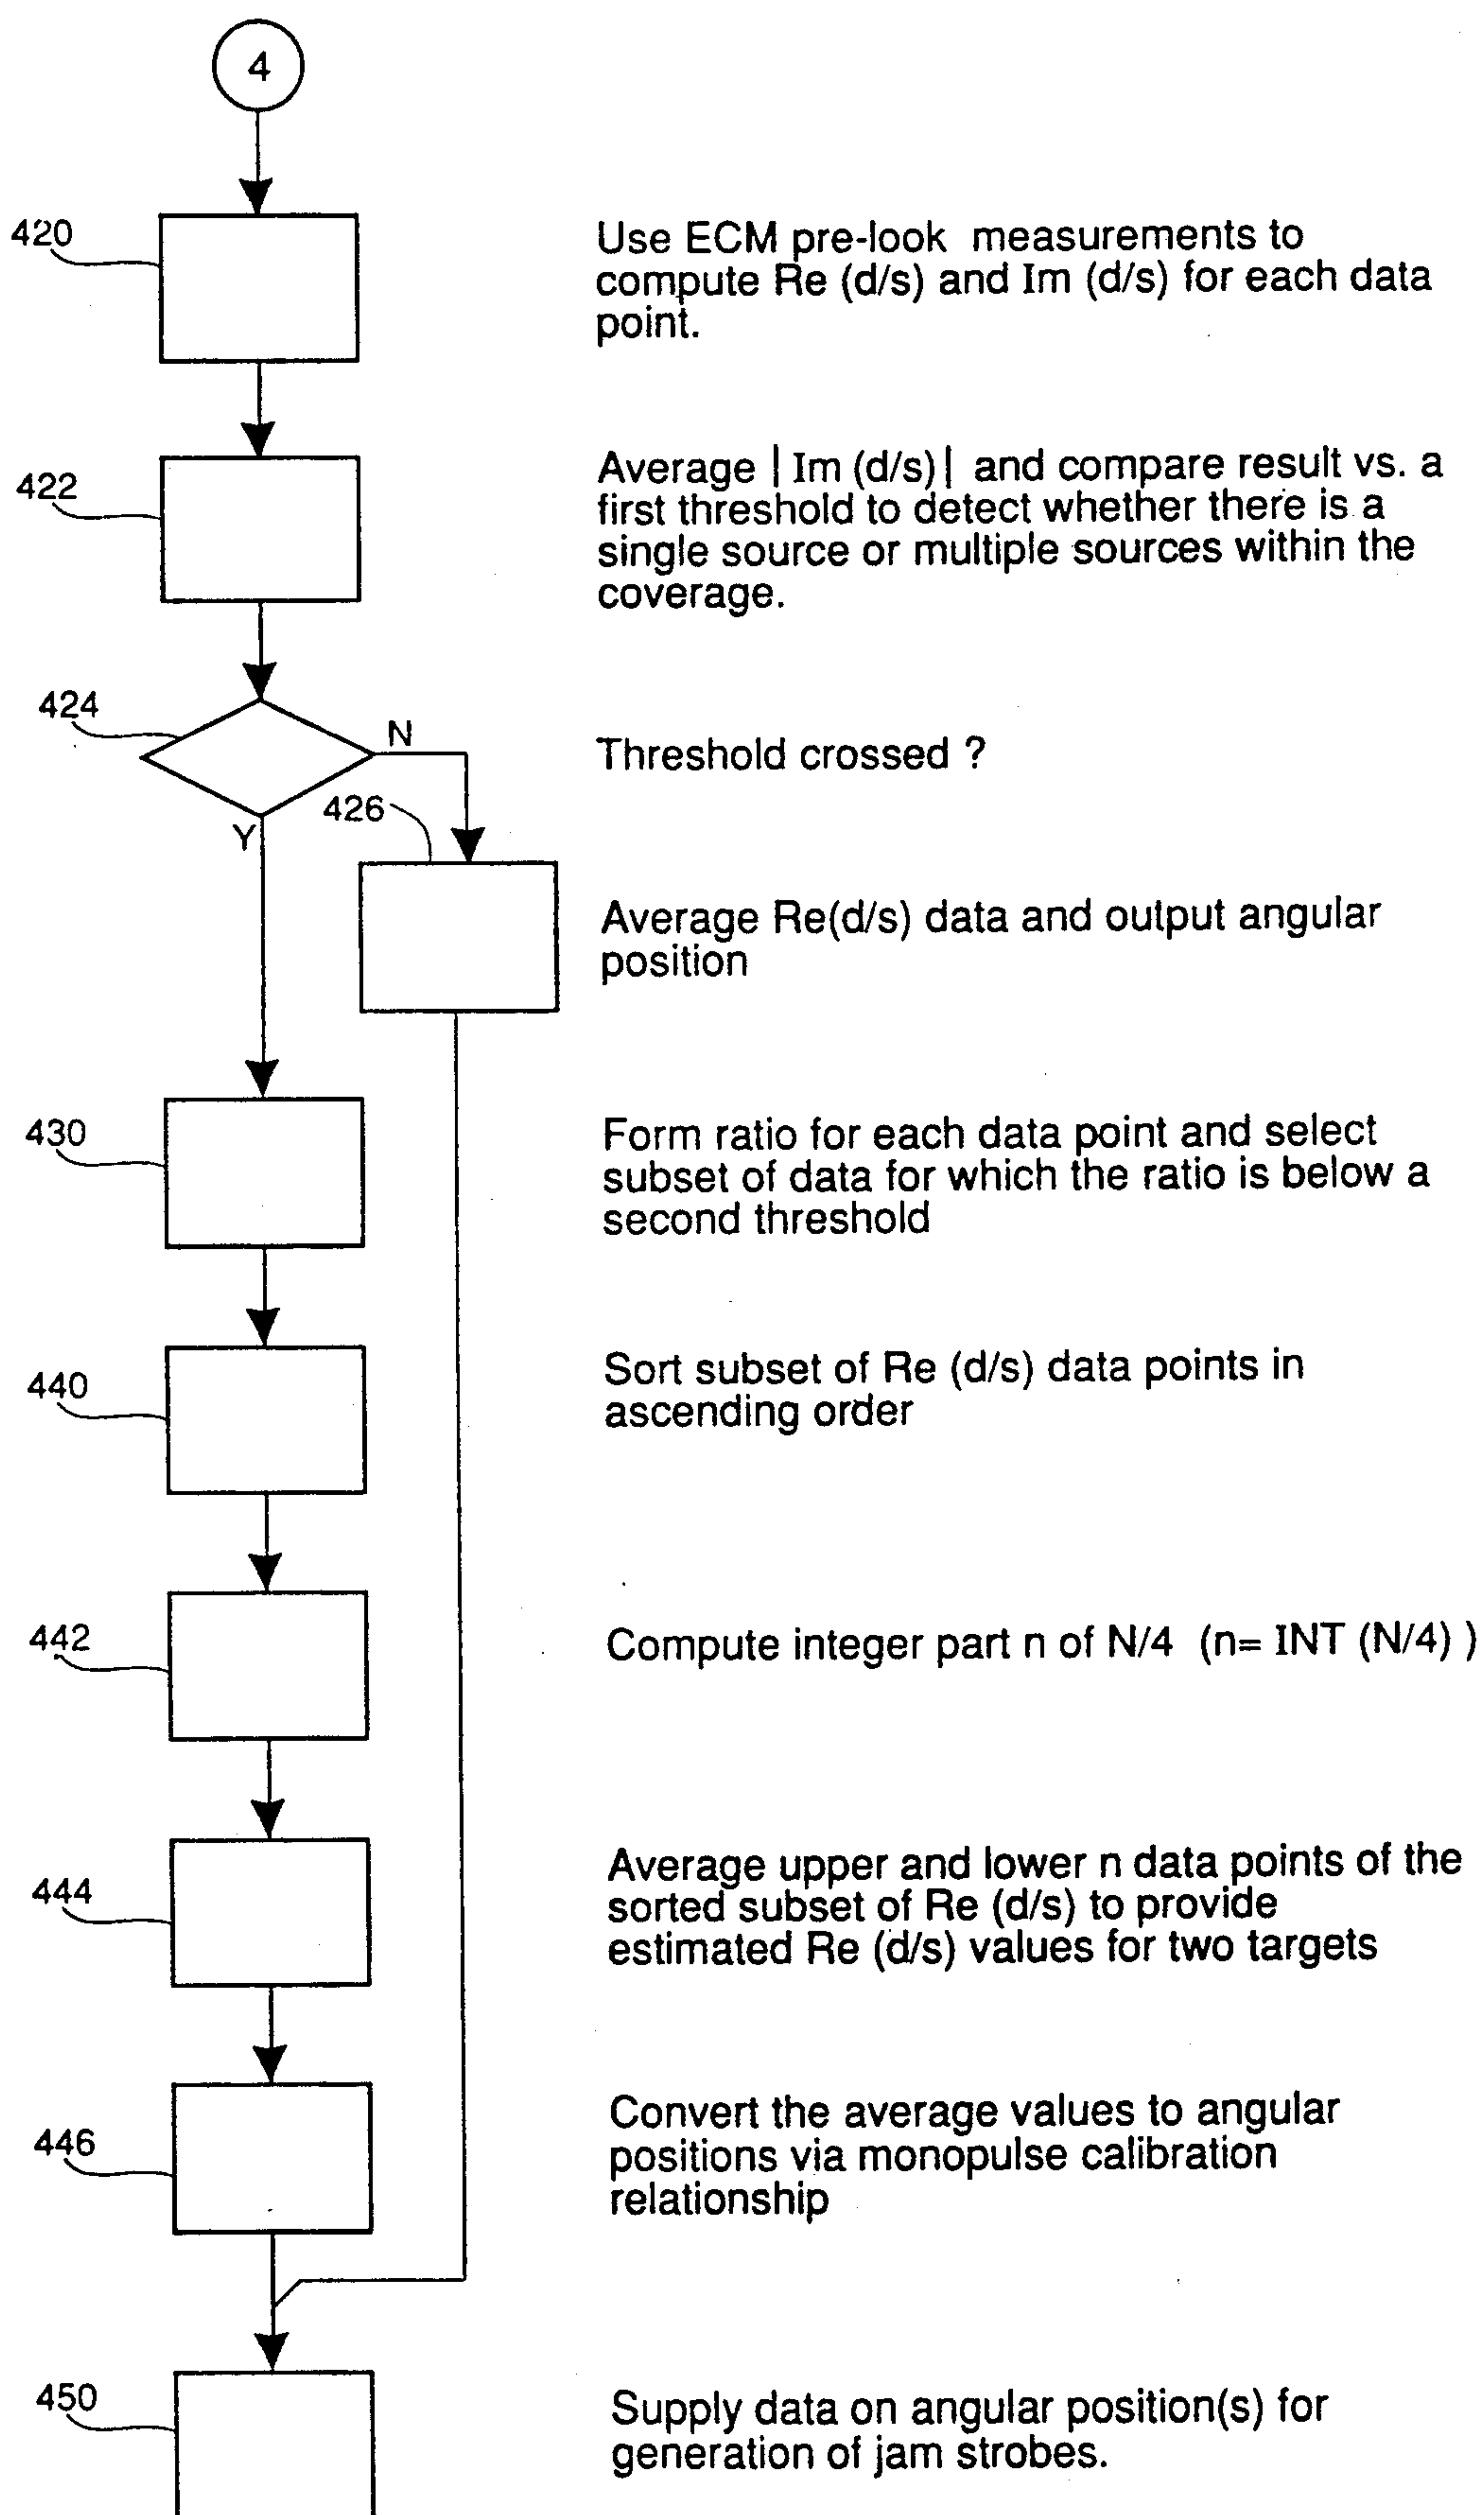 4
420
Use ECM pre-look measurements to
compute Re (d/s) and Im (d/s) for each data
point.
422
Average | Im (d/s) | and compare result vs. a
first threshold to detect whether there is a
single source or multiple sources within the
coverage.
424
N
Threshold crossed ?
Y
426
Average Re(d/s) data and output angular
position
430
Form ratio for each data point and select
subset of data for which the ratio is below a
second threshold
440
Sort subset of Re (d/s) data points in
ascending order
442
Compute integer part n of N/4 (n= INT (N/4) )
444
Average upper and lower n data points of the
sorted subset of Re (d/s) to provide
estimated Re (d/s) values for two targets
446
Convert the average values to angular
positions via monopulse calibration
relationship
450
Supply data on angular position(s) for
generation of jam strobes.